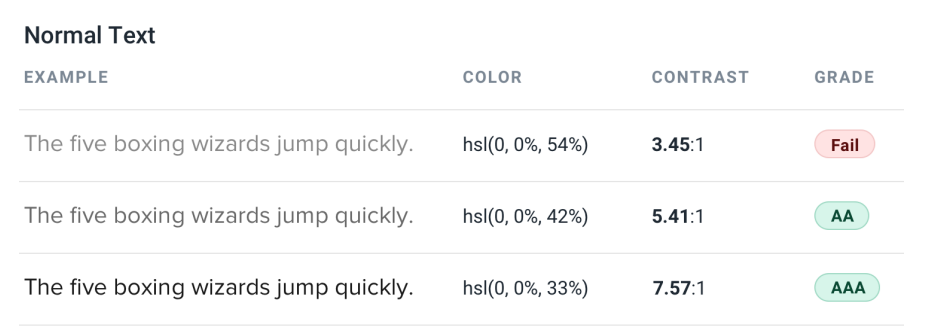 Normal Text
EXAMPLE COLOR CONTRAST GRADE
The five boxing wizards jump quickly. hsl(0, 0%, 54%) 3.45:1 Fail
The five boxing wizards jump quickly. hsl(0, 0%, 42%) 5.41:1 AA
The five boxing wizards jump quickly. hsl(0, 0%, 33%) 7.57:1 AAA